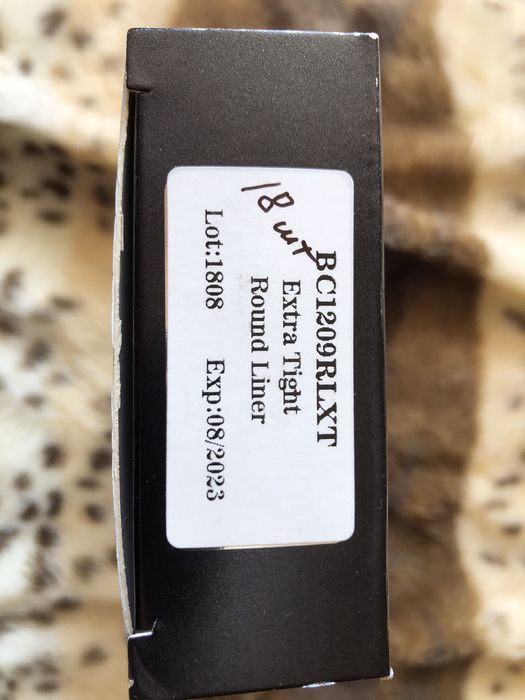 18 шт
BC1209RLXT
Extra Tight
Round Liner
Lot:1808 Exp:08/2023